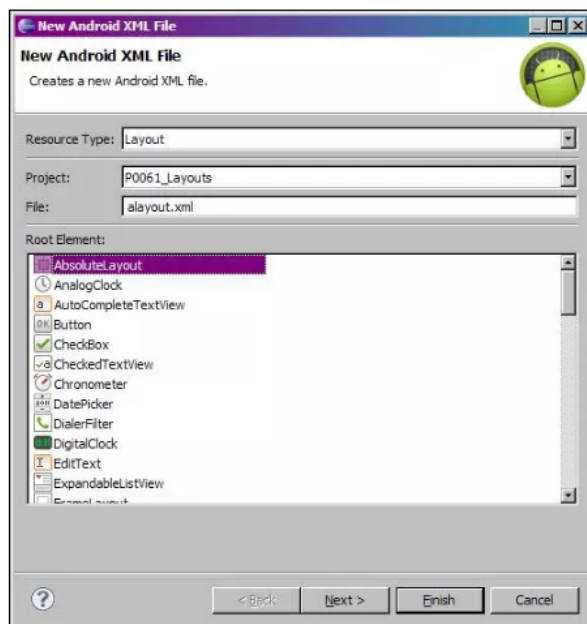 New Android XML File
New Android XML File
Creates a new Android XML file.
Resource Type: Layout
Project: P0061_Layouts
File: alayout.xml
Root Element:
AbsoluteLayout
AnalogClock
a AutoCompleteTextView
OK Button
CheckBox
a CheckedTextView
Chronometer
DatePicker
DialerFilter
DigitalClock
I EditText
ExpandableListView
FrameLayout
? < Back Next > Finish Cancel